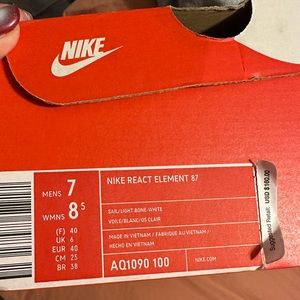 NIKE
MENS 7
WMNS 8.5
(F) 40
UK 6
EUR 40
CM 25
BR 38
NIKE REACT ELEMENT 87
SAIL/LIGHT BONE-WHITE
VOILE/BLANC/OS CLAIR
MADE IN VIETNAM / FABRIQUE AU VIETNAM /
HECHO EN VIETNAM
AQ1090 100
NIKE.COM
Suggested Retail: USD $160.00